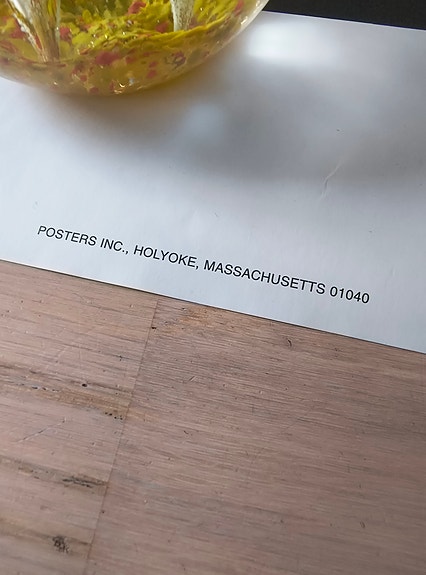 POSTERS INC., HOLYOKE, MASSACHUSETTS 01040